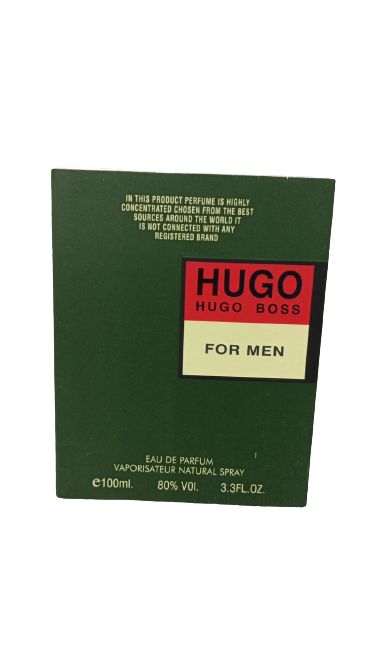 IN THIS PRODUCT PERFUME IS HIGHLY
CONCENTRATED CHOSEN FROM THE BEST
SOURCES AROUND THE WORLD IT
IS NOT CONNECTED WITH ANY
REGISTERED BRAND
HUGO
HUGO BOSS
FOR MEN
EAU DE PARFUM
VAPORISATEUR NATURAL SPRAY
e100ml. 80% Vol. 3.3FL.OZ.